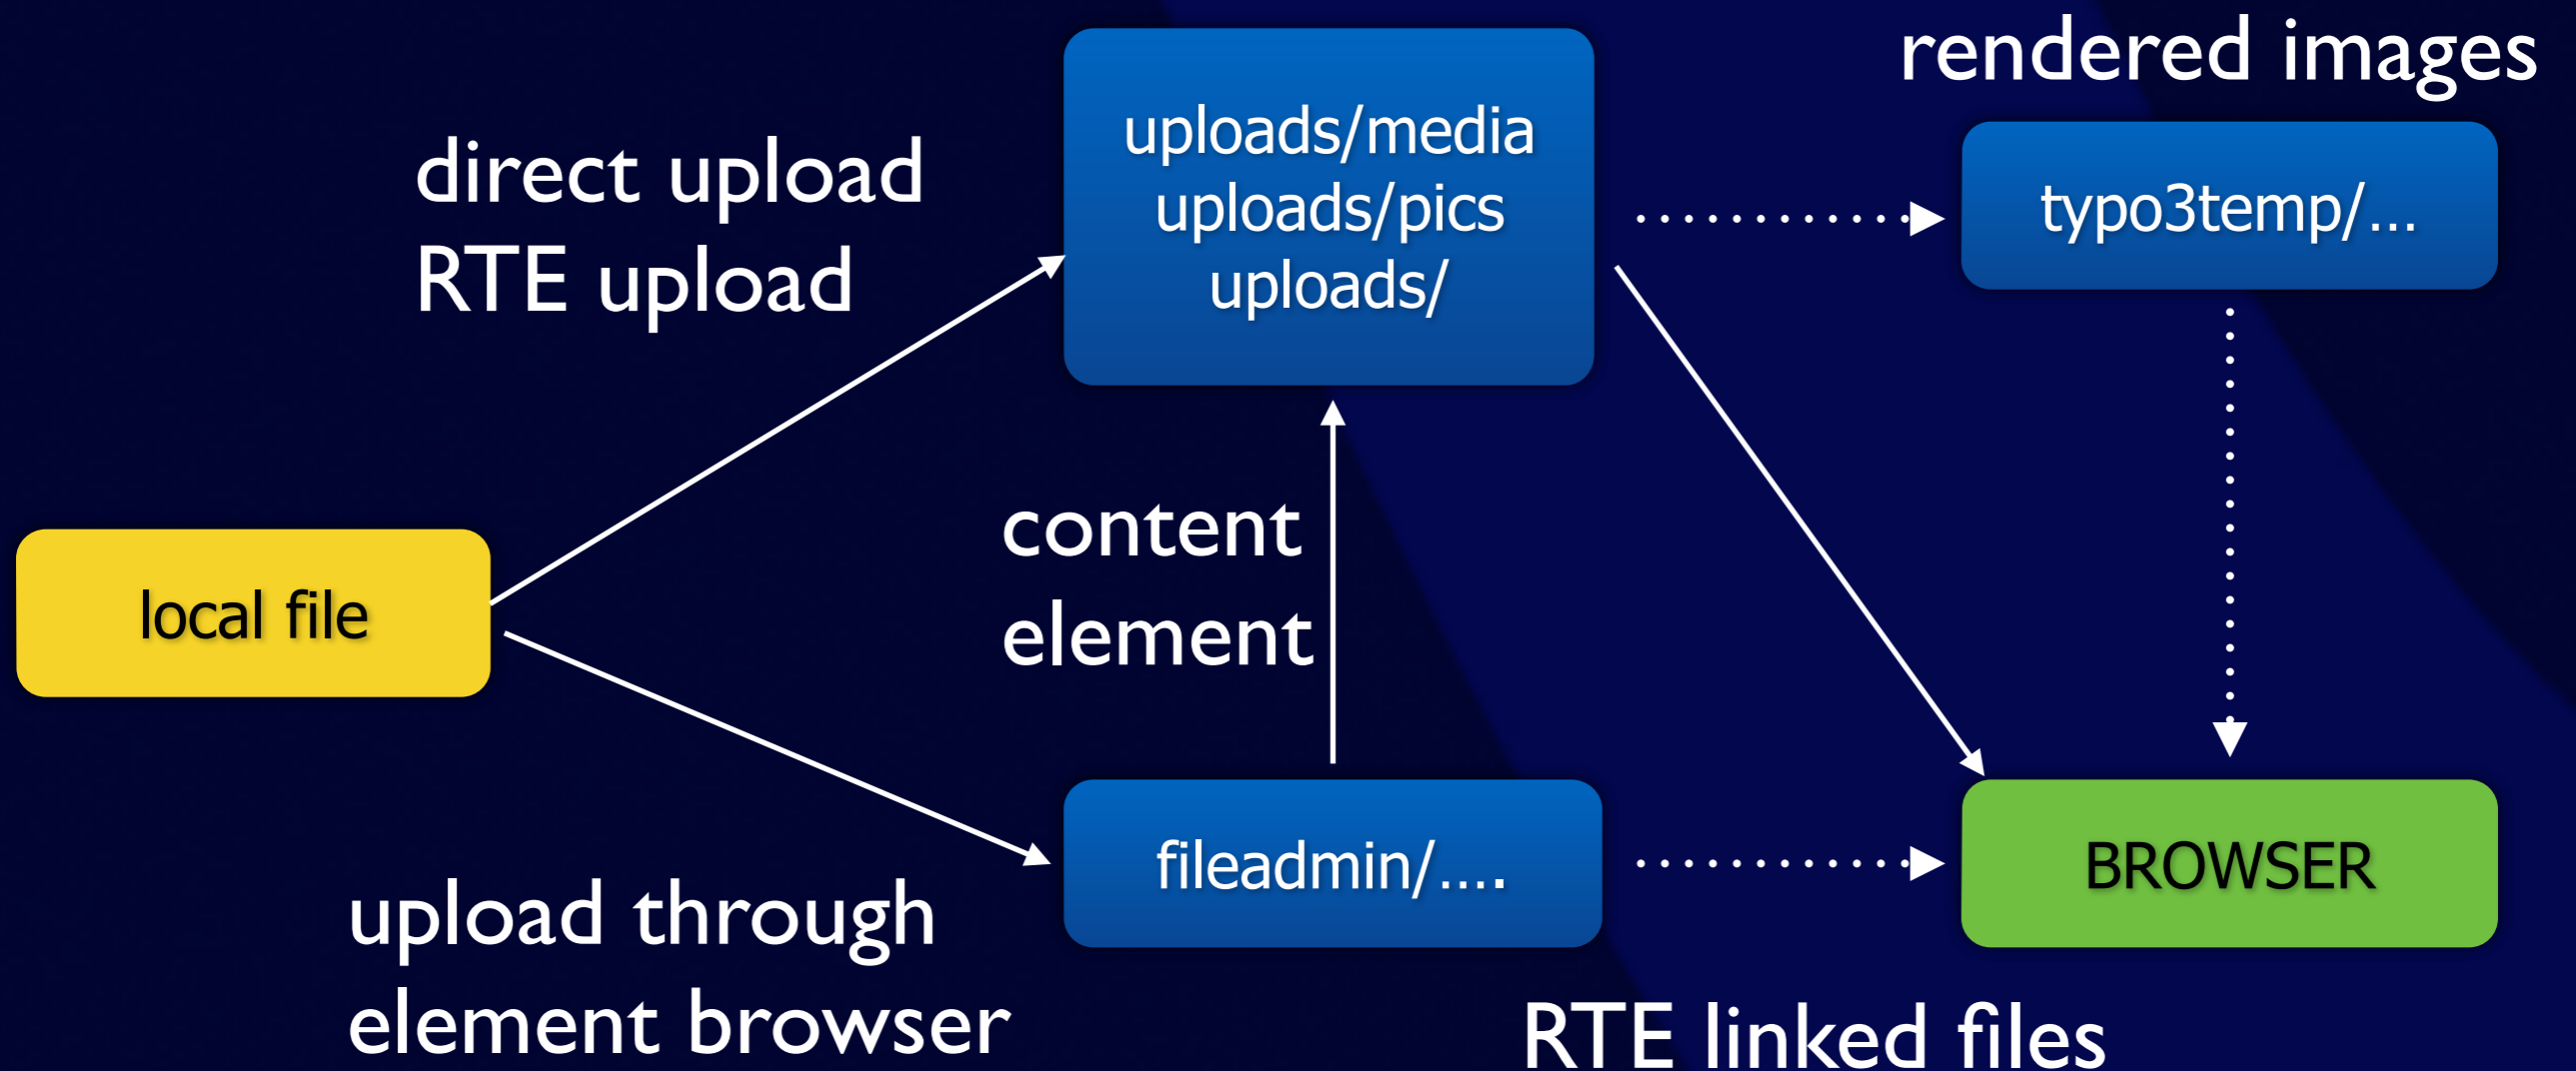 rendered images
direct upload
RTE upload
uploads/media
uploads/pics
uploads/
typo3temp/...
content
element
local file
fileadmin/....
BROWSER
upload through
element browser
RTE linked files